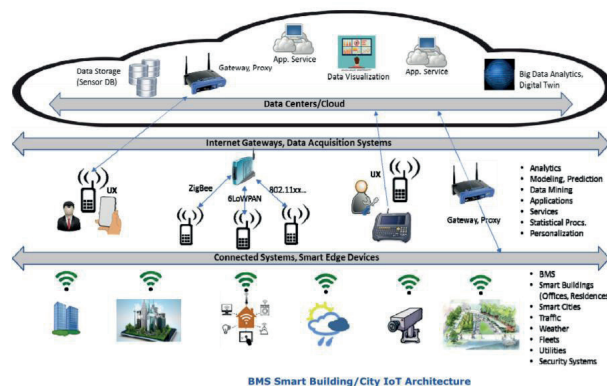 App. Service
Data Storage
(Sensor DB)
Gateway, Proxy
Data Visualization
App. Service
Big Data Analytics,
Digital Twin
Data Centers/Cloud
Internet Gateways, Data Acquisition Systems
UX
ZigBee
6LoWPAN
802.11xx...
UX
Gateway, Proxy
• Analytics
• Modeling, Prediction
• Data Mining
• Applications
• Services
• Statistical Procs.
• Personalization
Connected Systems, Smart Edge Devices
• BMS
• Smart Buildings
(Offices, Residences)
• Smart Cities
• Traffic
• Weather
• Fleets
• Utilities
• Security Systems
BMS Smart Building/City IoT Architecture